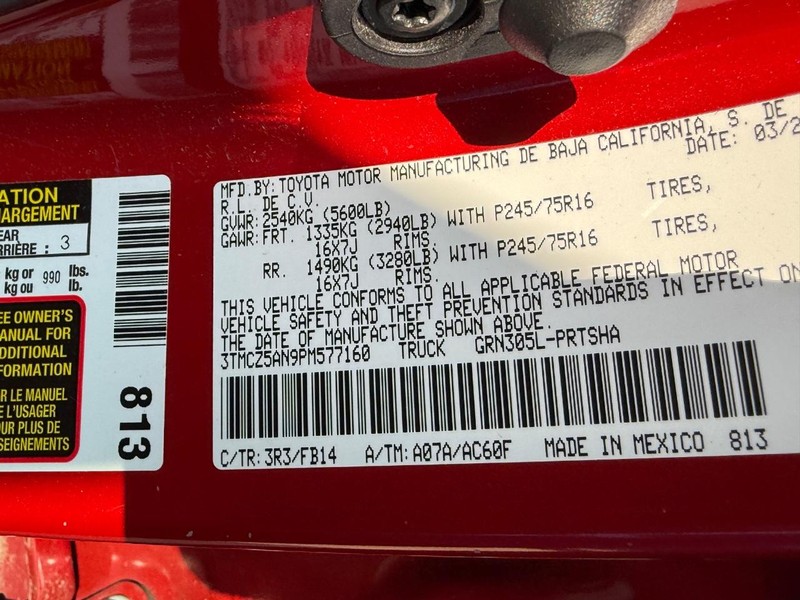 ATION
HARGEMENT
EAR
RRIÈRE : 3
kg or 990 lbs.
kg ou lb.
EE OWNER'S
MANUAL FOR
ADDITIONAL
FORMATION
R LE MANUEL
E L'USAGER
OUR PLUS DE
SEIGNEMENTS
813
MFD.BY:TOYOTA MOTOR MANUFACTURING DE BAJA CALIFORNIA, S. DE
R.L. DE C.V. DATE: 03/2
GVWR:2540KG (5600LB)
GAWR:FRT. 1335KG (2940LB) WITH P245/75R16 TIRES,
16X7J RIMS.
RR. 1490KG (3280LB) WITH P245/75R16 TIRES,
16X7J RIMS.
THIS VEHICLE CONFORMS TO ALL APPLICABLE FEDERAL MOTOR
VEHICLE SAFETY AND THEFT PREVENTION STANDARDS IN EFFECT ON
THE DATE OF MANUFACTURE SHOWN ABOVE.
3TMCZ5AN9PM577160 TRUCK GRN305L-PRTSHA
C/TR:3R3/FB14 A/TM:A07A/AC60F MADE IN MEXICO 813